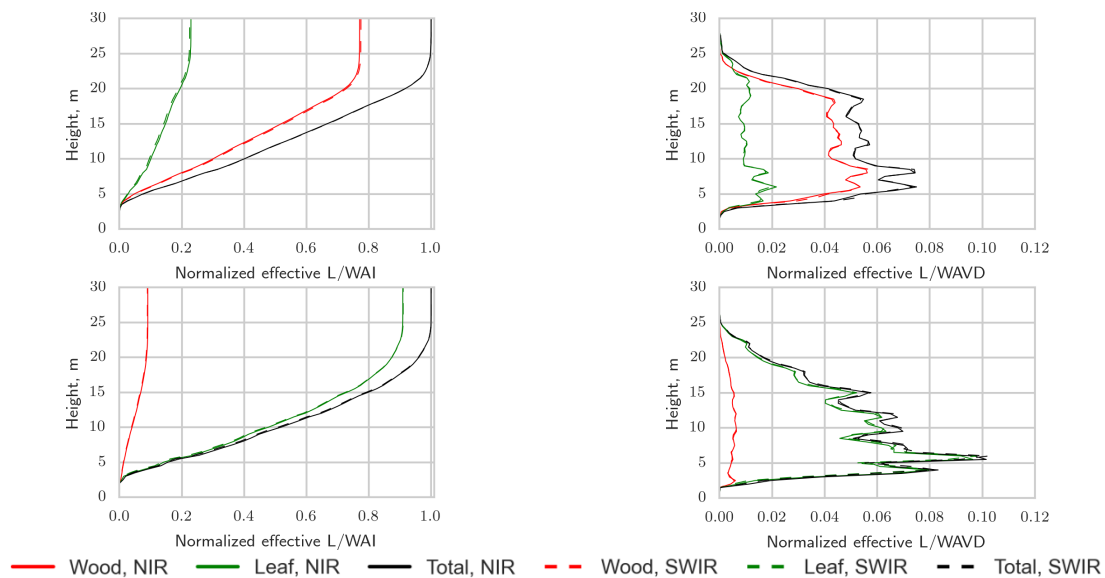 30
25
20
15
10
5
0
Height, m
0.0 0.2 0.4 0.6 0.8 1.0
Normalized effective L/WAI
30
25
20
15
10
5
0
Height, m
0.00 0.02 0.04 0.06 0.08 0.10 0.12
Normalized effective L/WAVD
30
25
20
15
10
5
0
Height, m
0.0 0.2 0.4 0.6 0.8 1.0
Normalized effective L/WAI
30
25
20
15
10
5
0
Height, m
0.00 0.02 0.04 0.06 0.08 0.10 0.12
Normalized effective L/WAVD
Wood, NIR Leaf, NIR Total, NIR Wood, SWIR Leaf, SWIR Total, SWIR